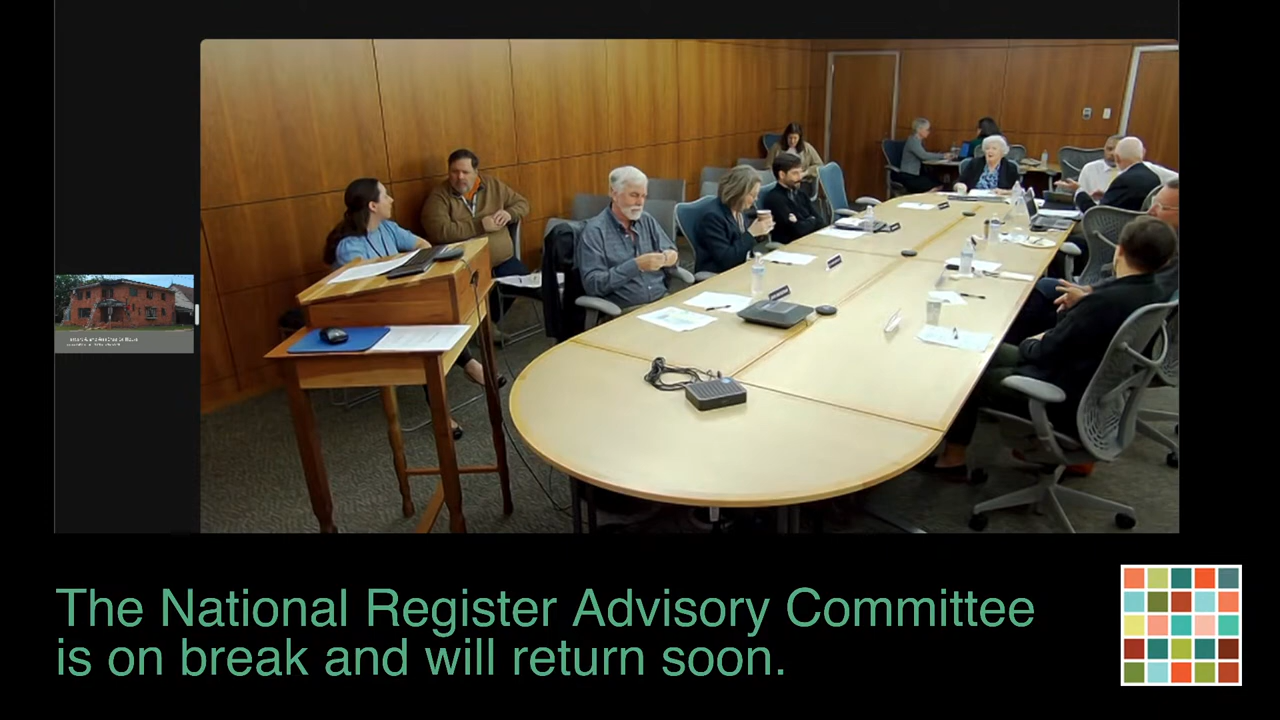 The National Register Advisory Committee
is on break and will return soon.